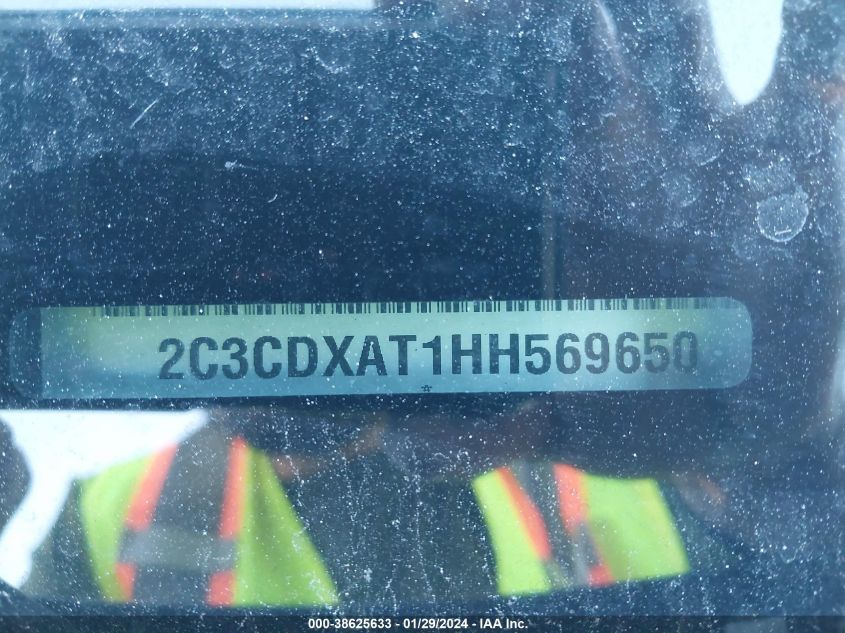 2C3CDXAT1HH569650
000-38625633 - 01/29/2024 - IAA Inc.